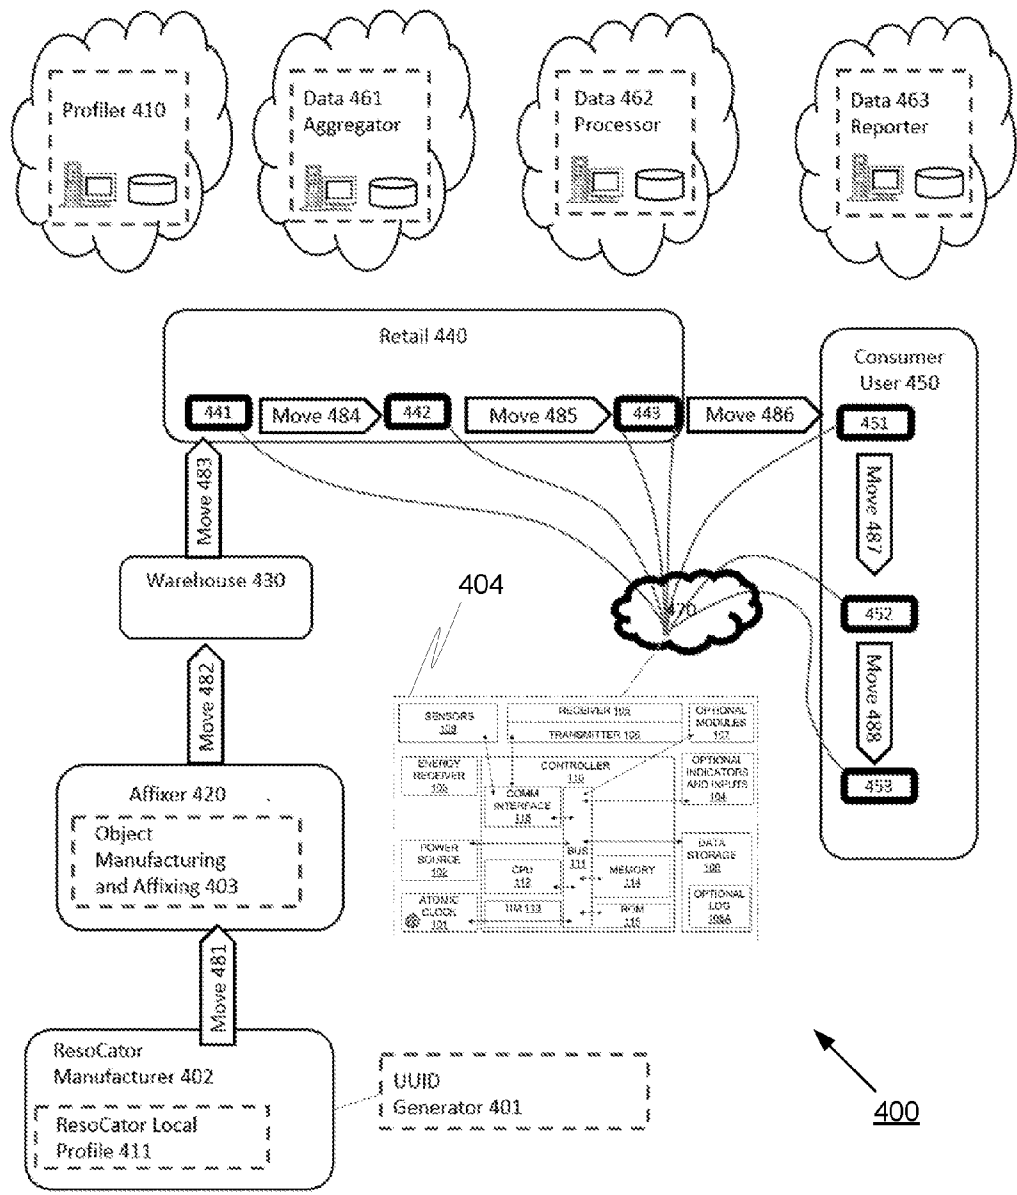 Profiler 410
Data 461
Aggregator
Data 462
Processor
Data 463
Reporter
Retail 440
441
Move 484
442
Move 485
443
Move 486
Consumer
User 450
451
Move 487
452
Move 488
453
Move 483
Warehouse 430
Move 482
470
404
SENSORS
RECEIVER
TRANSMITTER
OPTIONAL
MODULES
107
ENERGY
RECEIVER
CONTROLLER
110
OPTIONAL
INDICATORS
AND INPUTS
104
COMM
INTERFACE
POWER
SOURCE
102
BUS
111
DATA
STORAGE
CPU
112
MEMORY
114
ATOMIC
CLOCK
101
ROM
OPTIONAL
LOG
Affixer 420
Object
Manufacturing
and Affixing 403
Move 481
ResoCator
Manufacturer 402
ResoCator Local
Profile 411
UUID
Generator 401
400